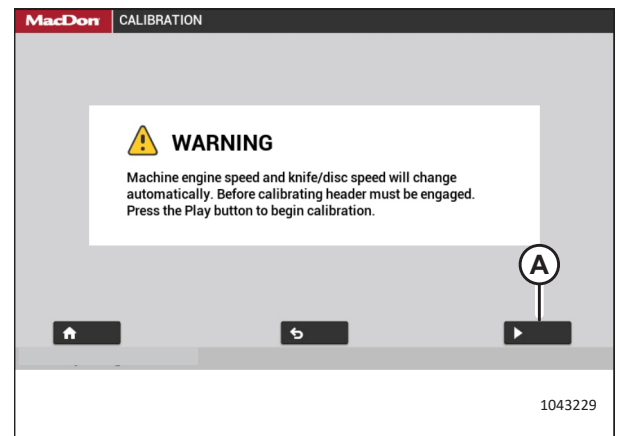 MacDon CALIBRATION
WARNING
Machine engine speed and knife/disc speed will change
automatically. Before calibrating header must be engaged.
Press the Play button to begin calibration.
A
1043229